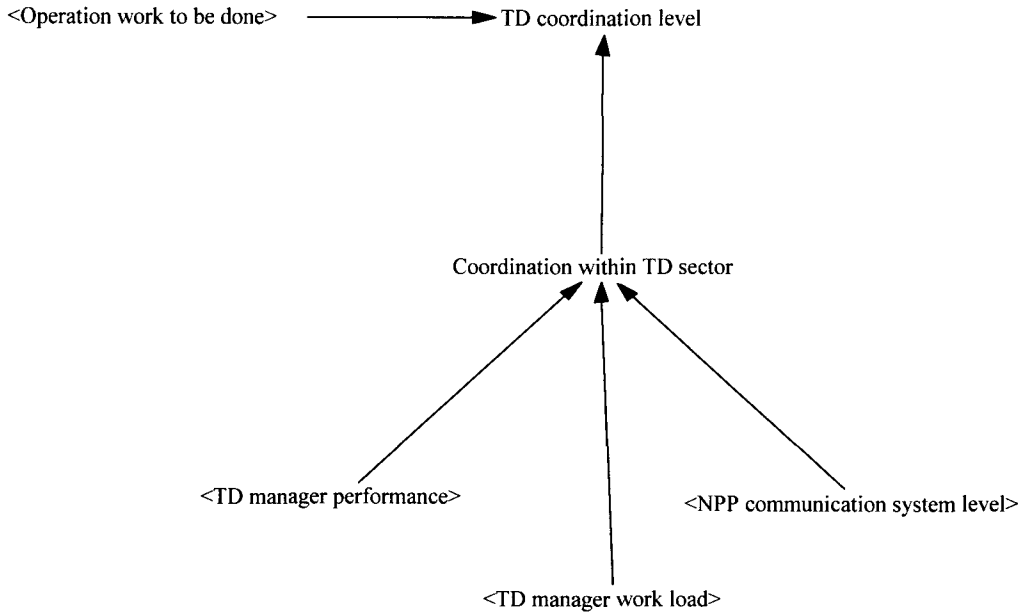 <Operation work to be done>
TD coordination level
Coordination within TD sector
<TD manager performance>
<NPP communication system level>
<TD manager work load>